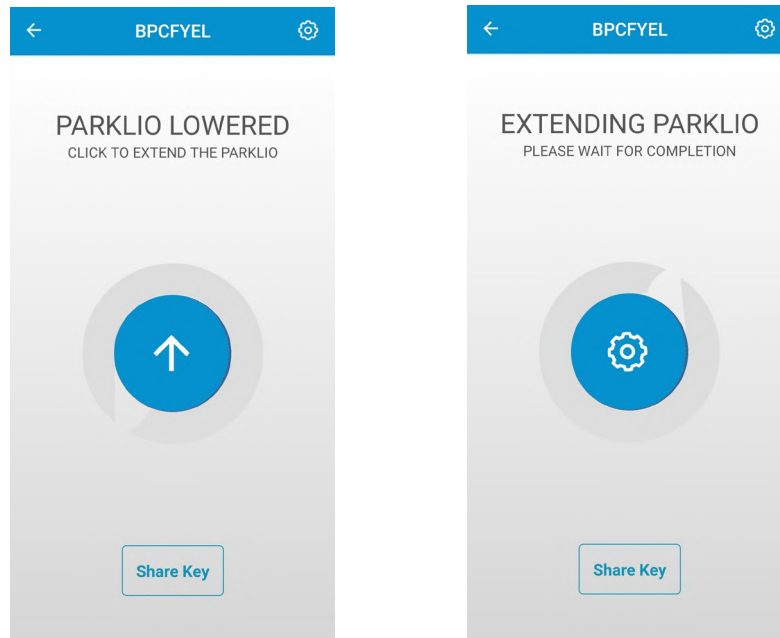 BPCFYEL
PARKLIO LOWERED
CLICK TO EXTEND THE PARKLIO
Share Key
BPCFYEL
EXTENDING PARKLIO
PLEASE WAIT FOR COMPLETION
Share Key